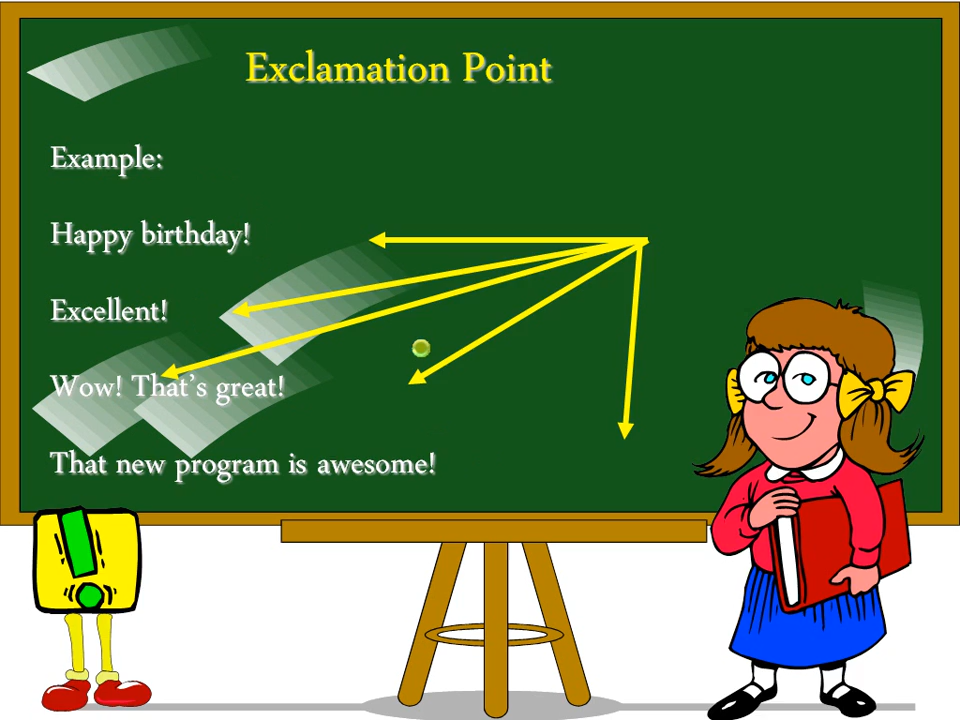 Exclamation Point
Example:
Happy birthday!
Excellent!
Wow! That’s great!
That new program is awesome!
!